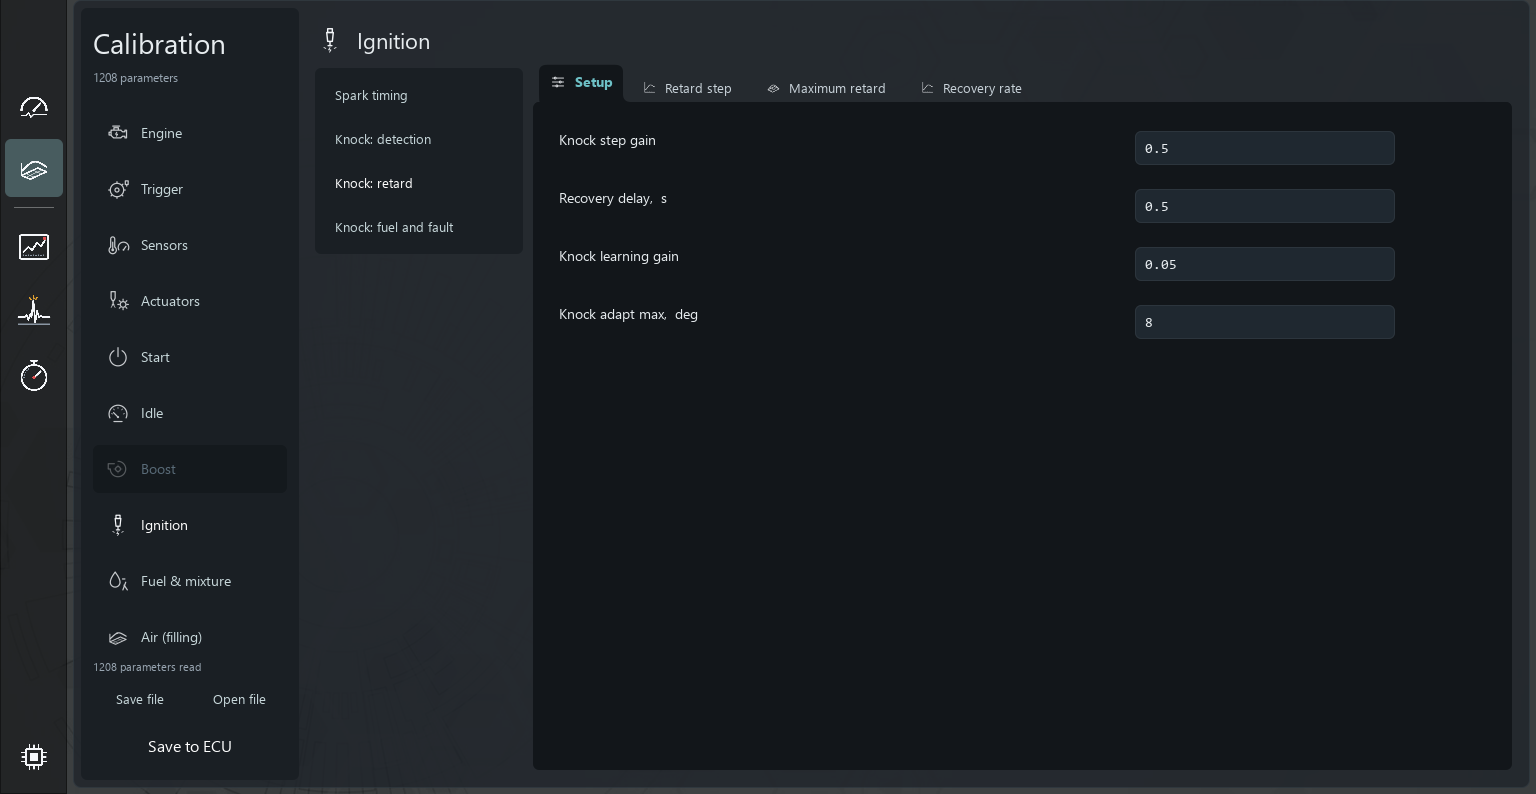 Calibration
1208 parameters
Engine
Trigger
Sensors
Actuators
Start
Idle
Boost
Ignition
Fuel & mixture
Air (filling)
1208 parameters read
Save file
Open file
Save to ECU
Ignition
Spark timing
Knock: detection
Knock: retard
Knock: fuel and fault
Setup
Retard step
Maximum retard
Recovery rate
Knock step gain
0.5
Recovery delay, s
0.5
Knock learning gain
0.05
Knock adapt max, deg
8